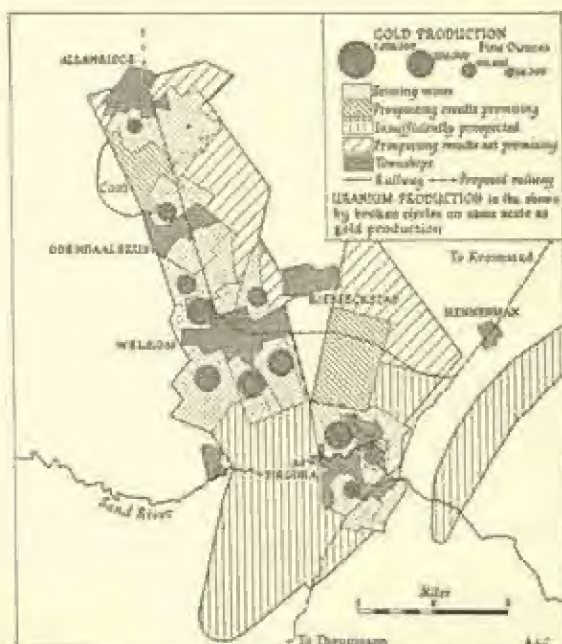 GOLD PRODUCTION
Fine Ounces
Existing mines
Prospecting results promising
Insufficiently prospected
Prospecting results not promising
Townships
Railway Proposed railway
URANIUM PRODUCTION is the shown
by broken circles on same scale as
gold production
ALLANRIDGE
Coal
ODENDAALSRUS
To Kroonstad
RIEBEECKSTAD
HENNENMAN
WELKOM
VIRGINIA
Sand River
Miles
To Theunissen